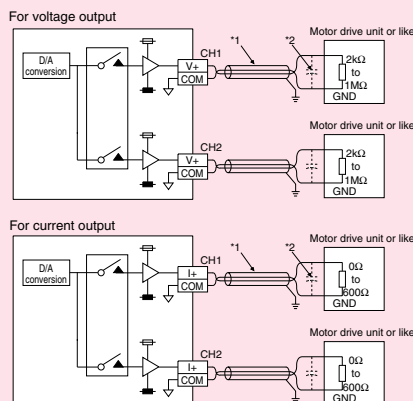 For voltage output
Motor drive unit or like
D/A
conversion
CH1
*1
*2
V+
COM
2kΩ
to
1MΩ
GND
Motor drive unit or like
CH2
V+
COM
2kΩ
to
1MΩ
GND
For current output
Motor drive unit or like
D/A
conversion
CH1
*1
*2
I+
COM
0Ω
to
600Ω
GND
Motor drive unit or like
CH2
I+
COM
0Ω
to
600Ω
GND